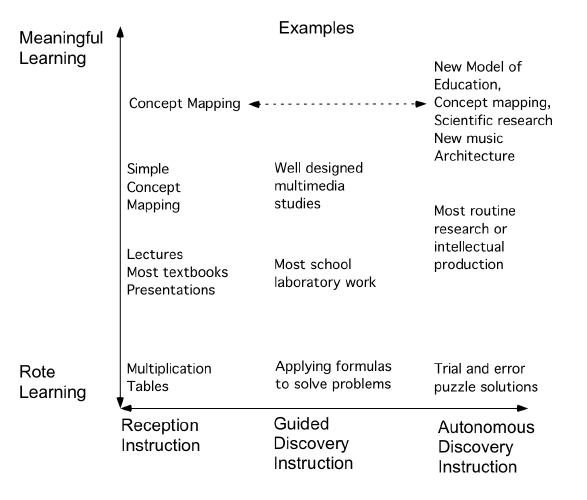 Examples
Meaningful
Learning
Concept Mapping
New Model of
Education,
Concept mapping,
Scientific research
New music
Architecture
Simple
Concept
Mapping
Well designed
multimedia
studies
Most routine
research or
intellectual
production
Lectures
Most textbooks
Presentations
Most school
laboratory work
Rote
Learning
Multiplication
Tables
Applying formulas
to solve problems
Trial and error
puzzle solutions
Reception
Instruction
Guided
Discovery
Instruction
Autonomous
Discovery
Instruction